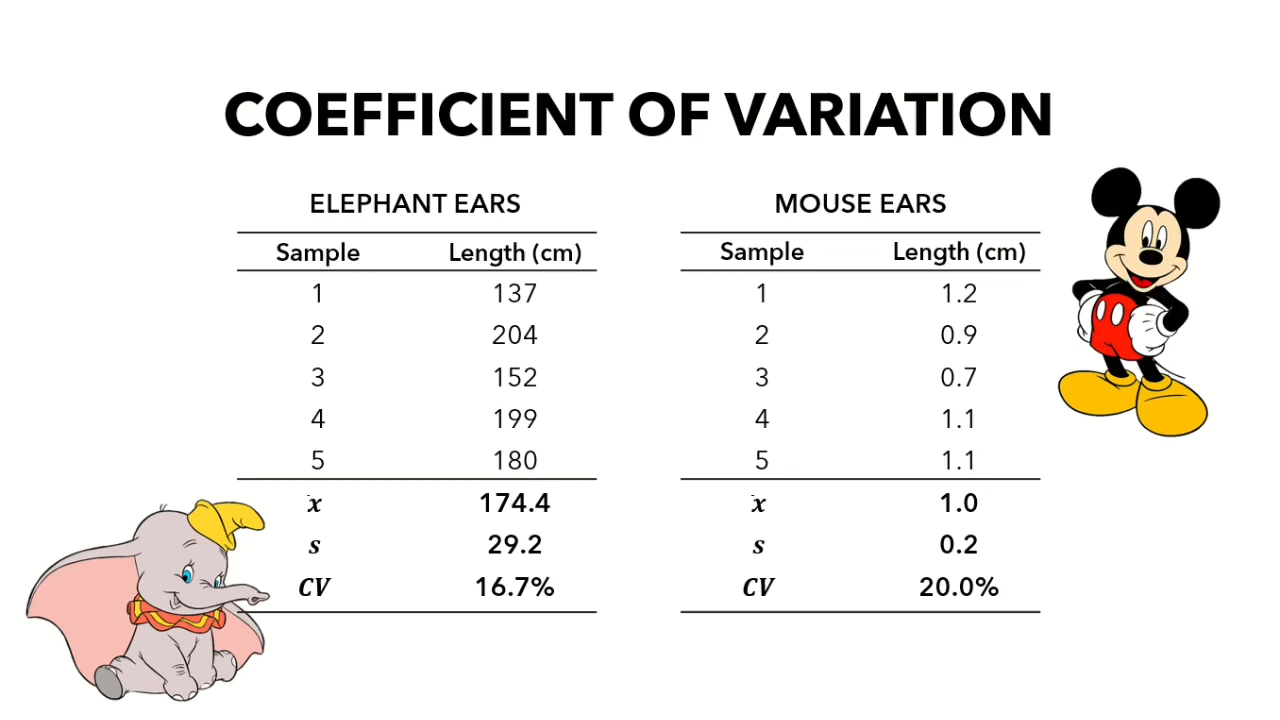 COEFFICIENT OF VARIATION
ELEPHANT EARS
Sample Length (cm)
1 137
2 204
3 152
4 199
5 180
x̄ 174.4
s 29.2
CV 16.7%
MOUSE EARS
Sample Length (cm)
1 1.2
2 0.9
3 0.7
4 1.1
5 1.1
x̄ 1.0
s 0.2
CV 20.0%